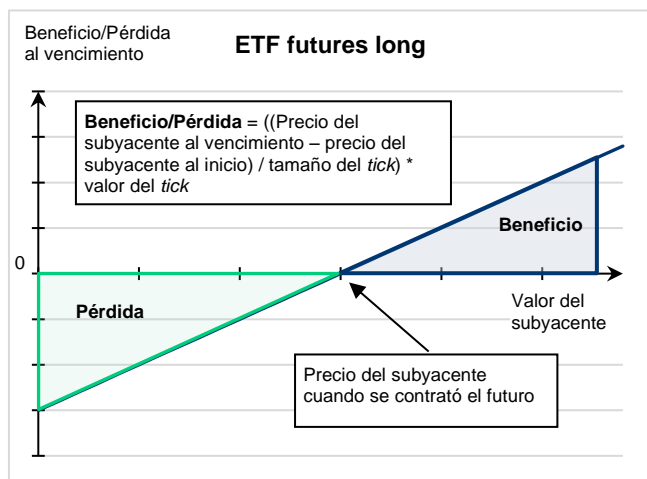 Beneficio/Pérdida
al vencimiento
ETF futures long
Beneficio/Pérdida = ((Precio del
subyacente al vencimiento – precio del
subyacente al inicio) / tamaño del tick) *
valor del tick
Beneficio
0
Pérdida
Valor del
subyacente
Precio del subyacente
cuando se contrató el futuro